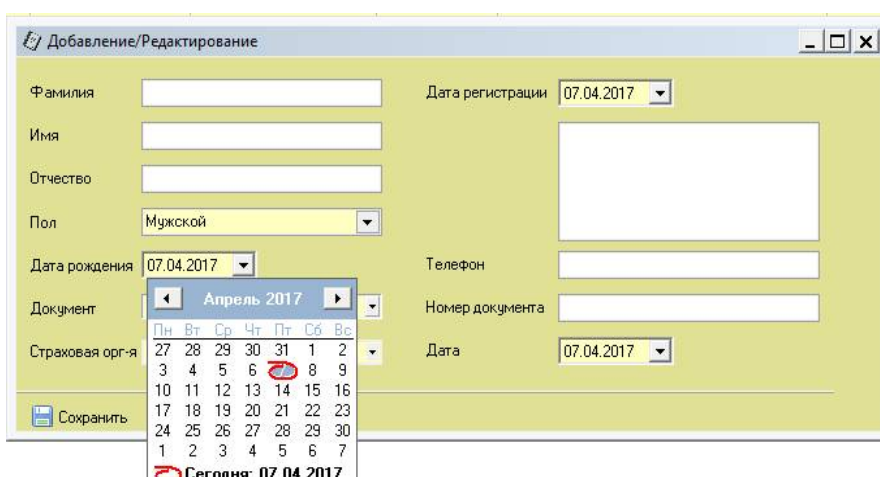 Добавление/Редактирование
Фамилия
Дата регистрации 07.04.2017
Имя
Отчество
Пол Мужской
Дата рождения 07.04.2017
Телефон
Документ
Номер документа
Страховая орг-я
Дата 07.04.2017
Апрель 2017
Пн Вт Ср Чт Пт Сб Вс
27 28 29 30 31 1 2
3 4 5 6 7 8 9
10 11 12 13 14 15 16
17 18 19 20 21 22 23
24 25 26 27 28 29 30
1 2 3 4 5 6 7
Сегодня: 07.04.2017
Сохранить